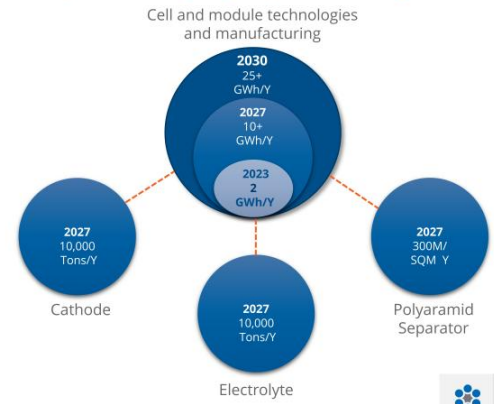 Cell and module technologies
and manufacturing
2030
25+
GWh/Y
2027
10+
GWh/Y
2023
2
GWh/Y
2027
10,000
Tons/Y
Cathode
2027
10,000
Tons/Y
Electrolyte
2027
300M/
SQM Y
Polyaramid
Separator